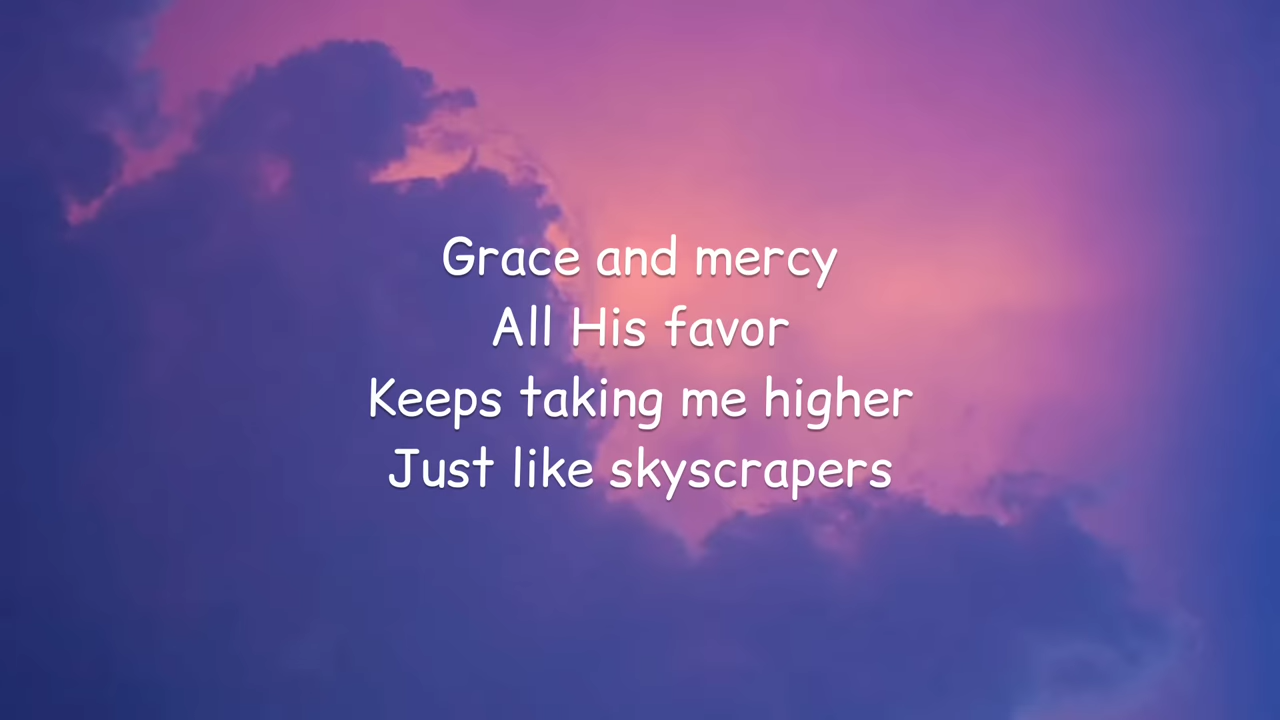 Grace and mercy
All His favor
Keeps taking me higher
Just like skyscrapers